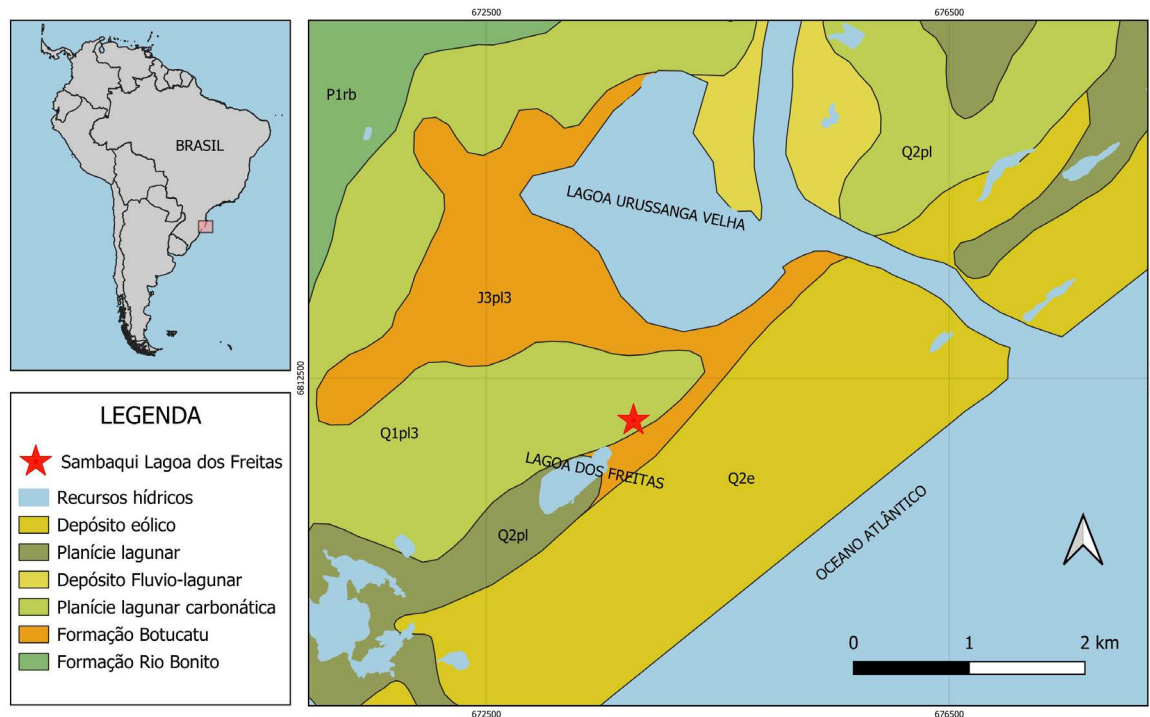 BRASIL
LEGENDA
Sambaqui Lagoa dos Freitas
Recursos hídricos
Depósito eólico
Planície lagunar
Depósito Fluvio-lagunar
Planície lagunar carbonática
Formação Botucatu
Formação Rio Bonito
672500
676500
P1rb
Q2pl
LAGOA URUSSANGA VELHA
J3pl3
6812500
Q1pl3
LAGOA DOS FREITAS
Q2e
Q2pl
OCEANO ATLÂNTICO
0 1 2 km
672500
676500